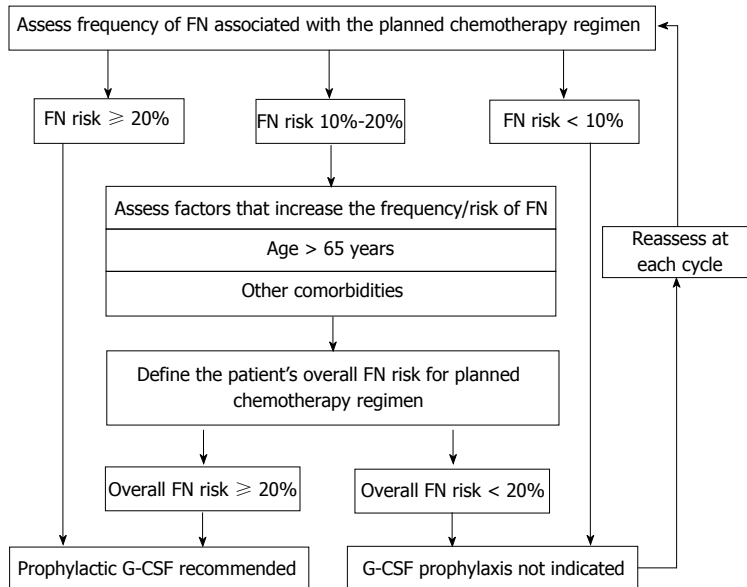 Assess frequency of FN associated with the planned chemotherapy regimen
FN risk ≥ 20%
FN risk 10%-20%
FN risk < 10%
Assess factors that increase the frequency/risk of FN
Age > 65 years
Other comorbidities
Reassess at
each cycle
Define the patient's overall FN risk for planned
chemotherapy regimen
Overall FN risk ≥ 20%
Overall FN risk < 20%
Prophylactic G-CSF recommended
G-CSF prophylaxis not indicated